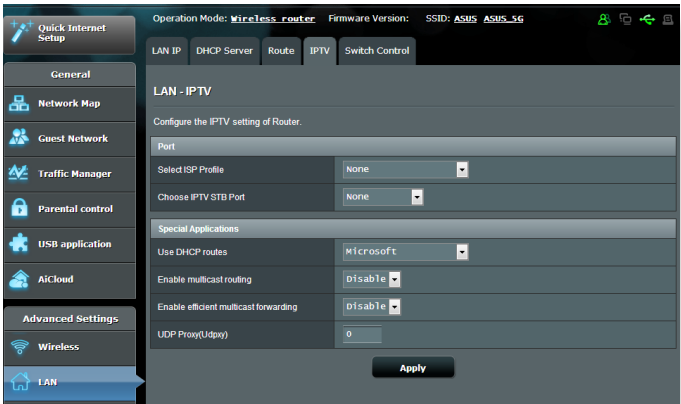 Quick Internet
Setup
Operation Mode: Wireless router Firmware Version: SSID: ASUS ASUS_5G
LAN IP DHCP Server Route IPTV Switch Control
General
Network Map
Guest Network
Traffic Manager
Parental control
USB application
AiCloud
Advanced Settings
Wireless
LAN
LAN - IPTV
Configure the IPTV setting of Router.
Port
Select ISP Profile None
Choose IPTV STB Port None
Special Applications
Use DHCP routes Microsoft
Enable multicast routing Disable
Enable efficient multicast forwarding Disable
UDP Proxy(Udpxy) 0
Apply